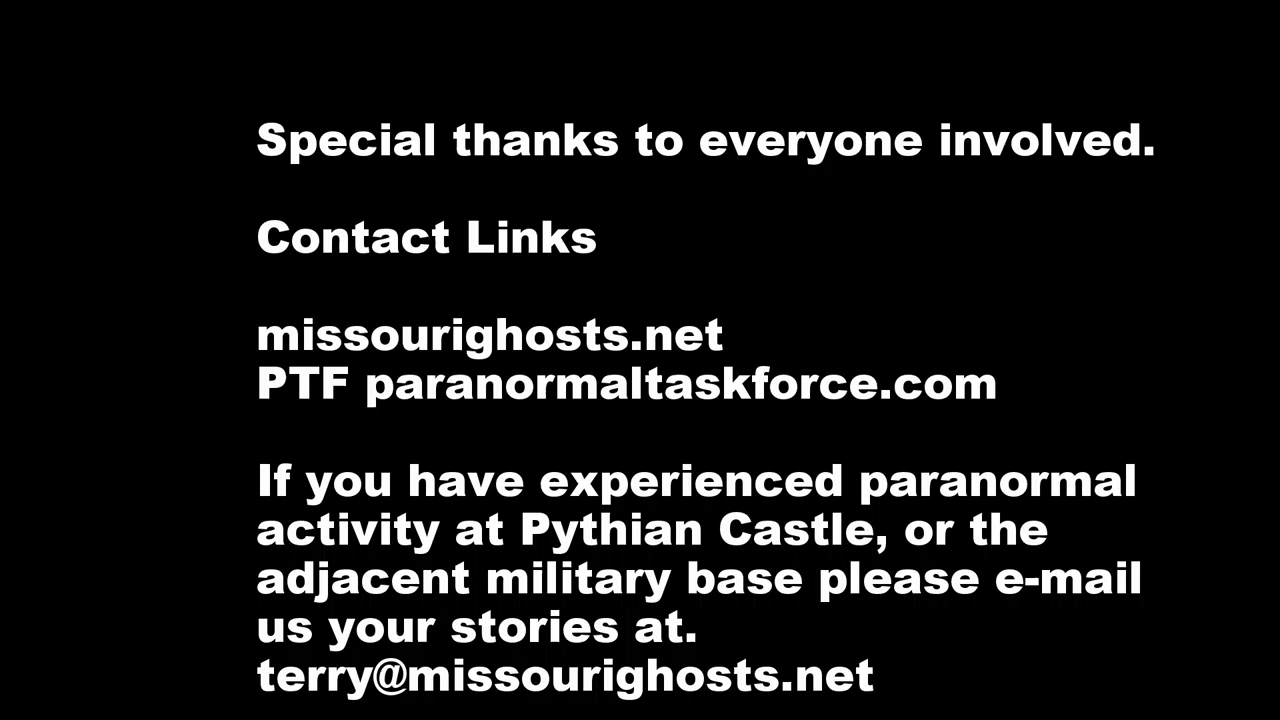 Special thanks to everyone involved.
Contact Links
missourighosts.net
PTF paranormaltaskforce.com
If you have experienced paranormal
activity at Pythian Castle, or the
adjacent military base please e-mail
us your stories at.
terry@missourighosts.net